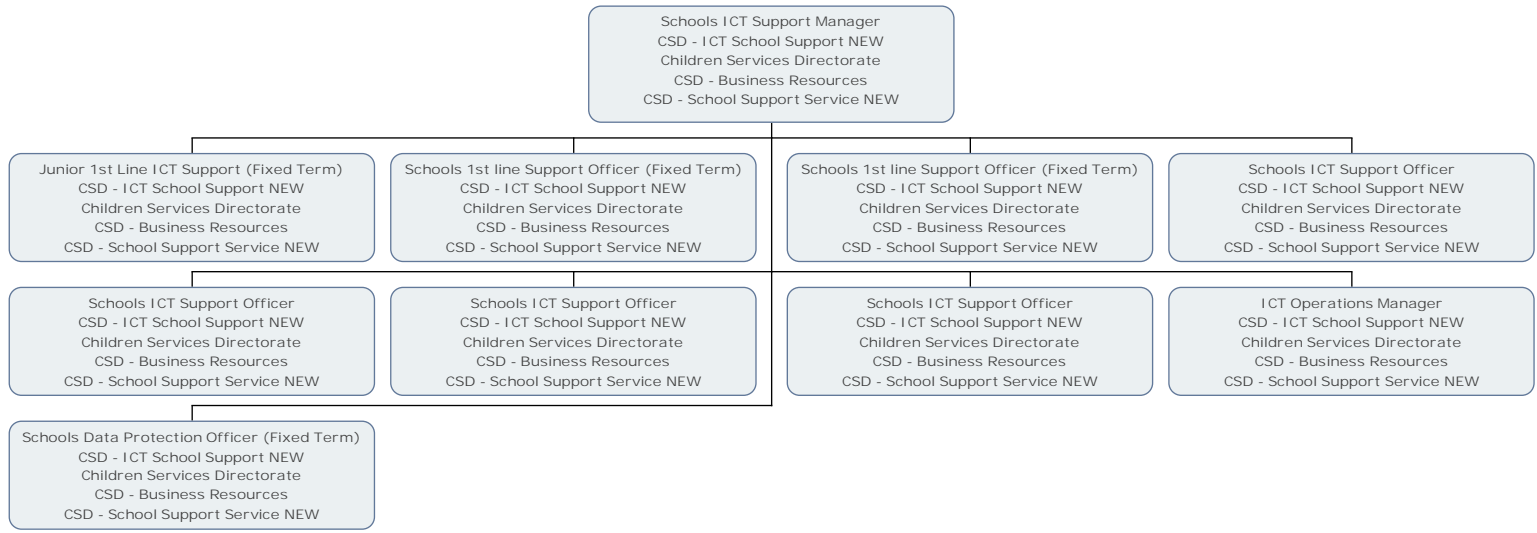 Schools ICT Support Manager
CSD - ICT School Support NEW
Children Services Directorate
CSD - Business Resources
CSD - School Support Service NEW
Junior 1st Line ICT Support (Fixed Term)
CSD - ICT School Support NEW
Children Services Directorate
CSD - Business Resources
CSD - School Support Service NEW
Schools 1st line Support Officer (Fixed Term)
CSD - ICT School Support NEW
Children Services Directorate
CSD - Business Resources
CSD - School Support Service NEW
Schools 1st line Support Officer (Fixed Term)
CSD - ICT School Support NEW
Children Services Directorate
CSD - Business Resources
CSD - School Support Service NEW
Schools ICT Support Officer
CSD - ICT School Support NEW
Children Services Directorate
CSD - Business Resources
CSD - School Support Service NEW
Schools ICT Support Officer
CSD - ICT School Support NEW
Children Services Directorate
CSD - Business Resources
CSD - School Support Service NEW
Schools ICT Support Officer
CSD - ICT School Support NEW
Children Services Directorate
CSD - Business Resources
CSD - School Support Service NEW
Schools ICT Support Officer
CSD - ICT School Support NEW
Children Services Directorate
CSD - Business Resources
CSD - School Support Service NEW
ICT Operations Manager
CSD - ICT School Support NEW
Children Services Directorate
CSD - Business Resources
CSD - School Support Service NEW
Schools Data Protection Officer (Fixed Term)
CSD - ICT School Support NEW
Children Services Directorate
CSD - Business Resources
CSD - School Support Service NEW